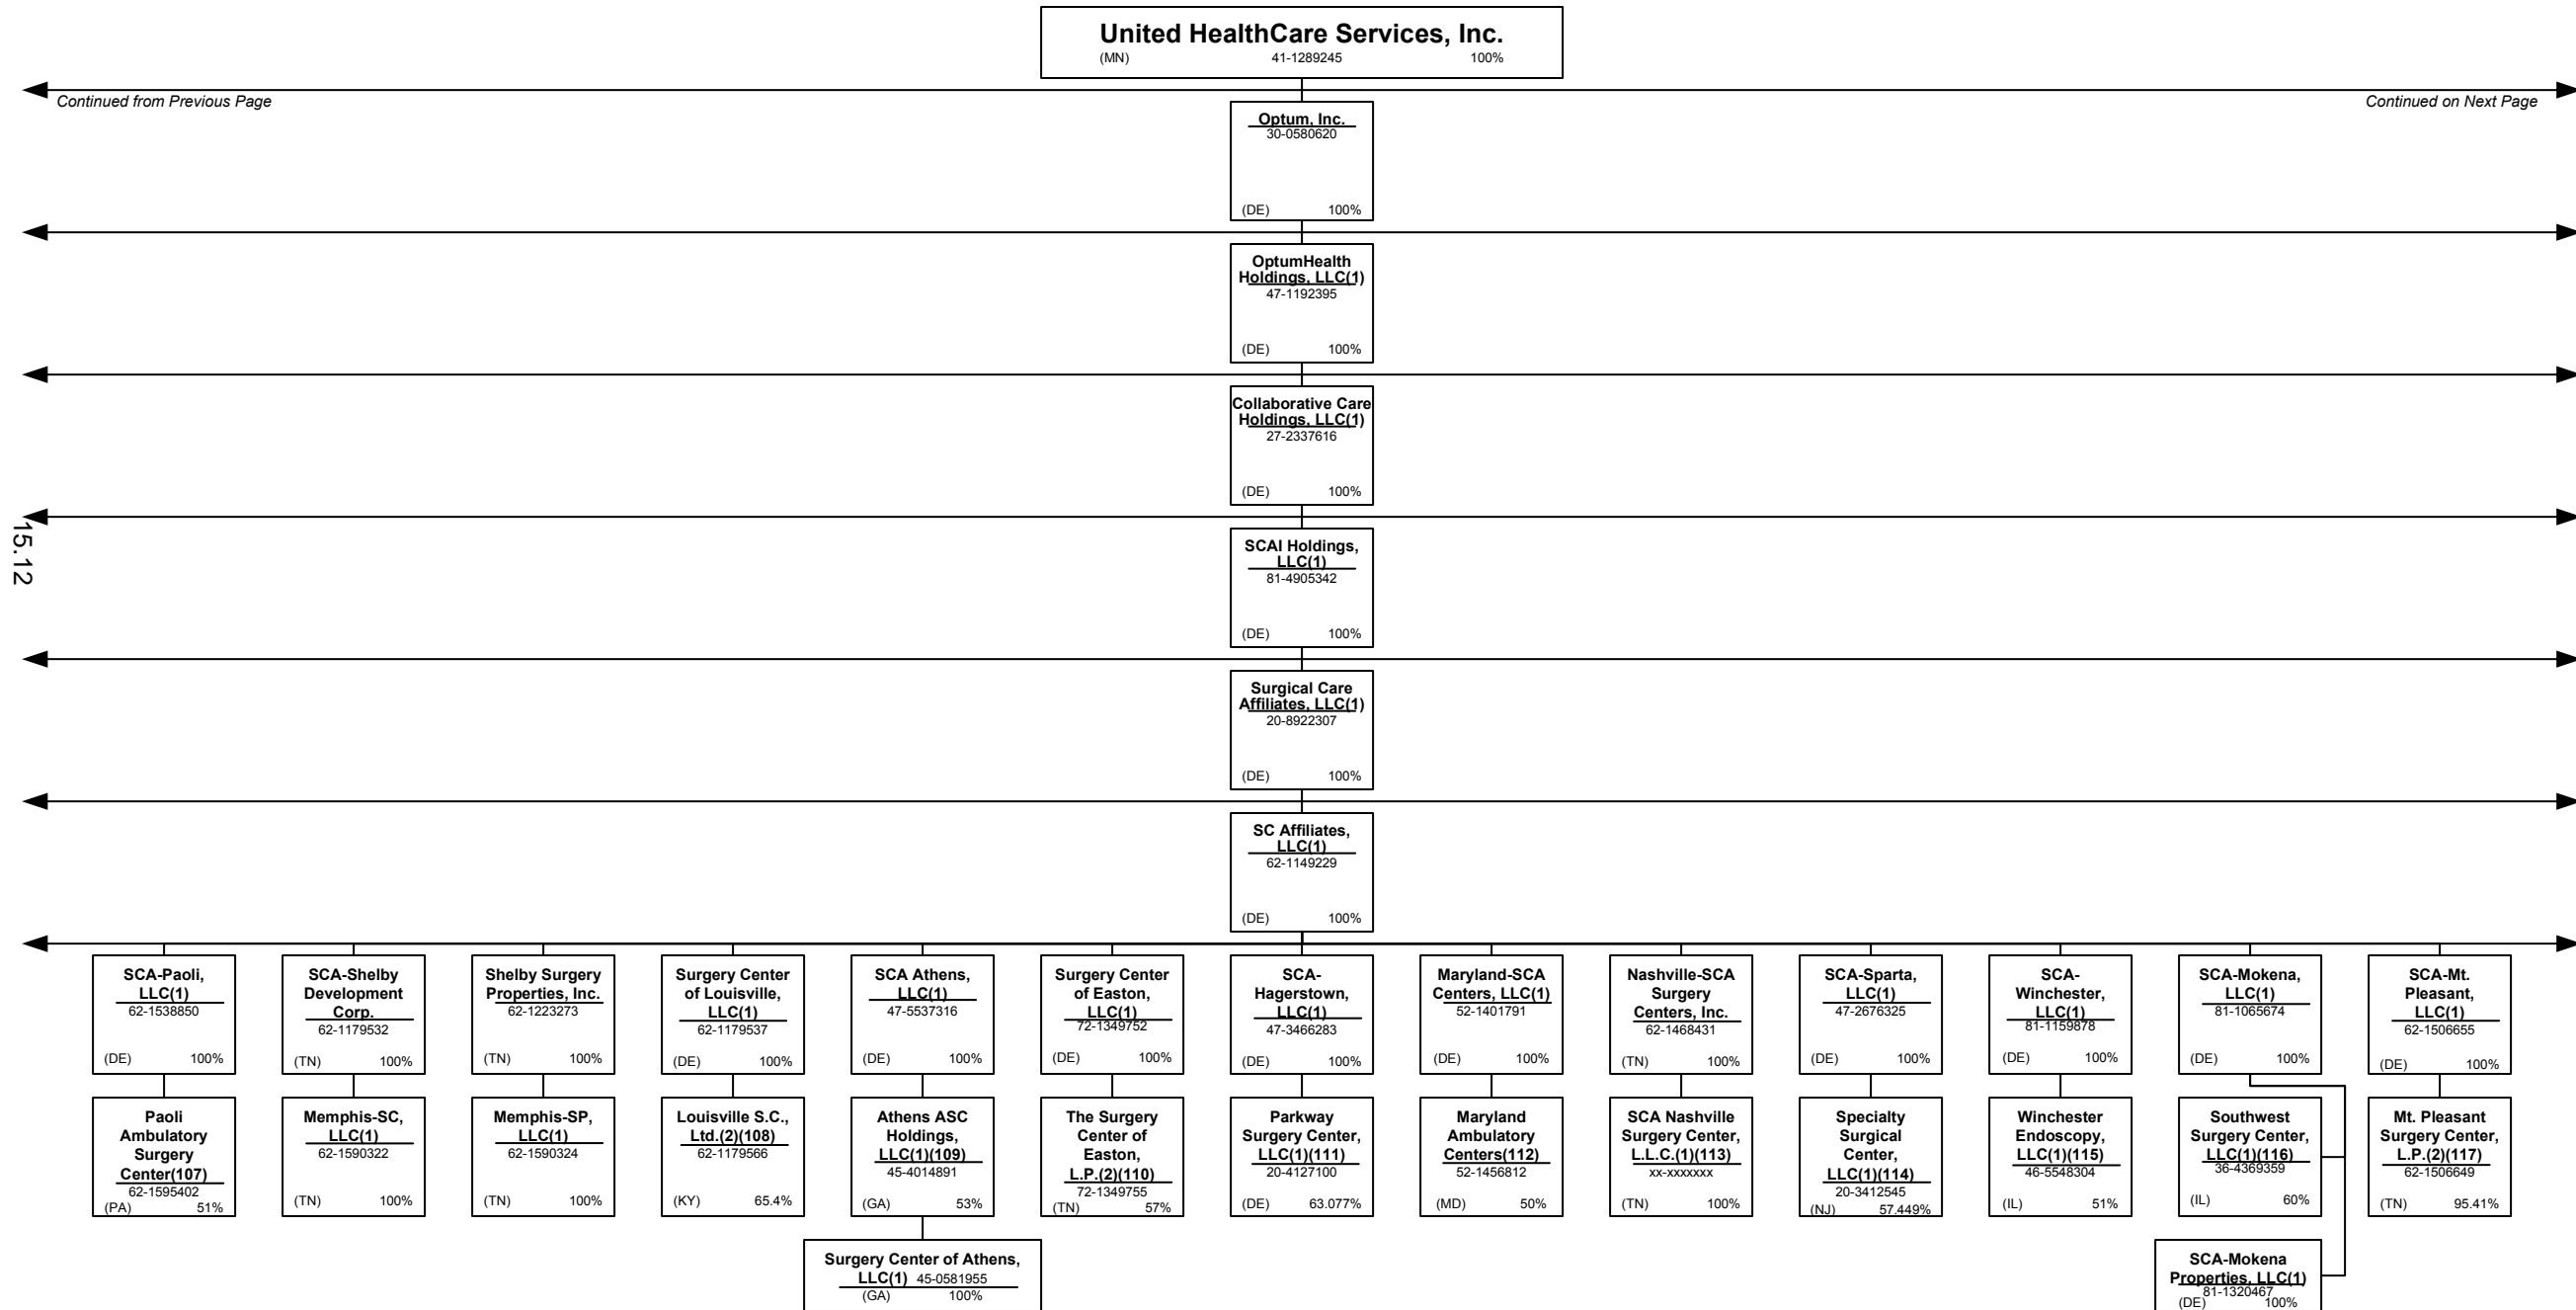 United HealthCare Services, Inc.
(MN) 41-1289245 100%
Continued from Previous Page
Continued on Next Page
Optum, Inc.
30-0580620
(DE) 100%
OptumHealth
Holdings, LLC(1)
47-1192395
(DE) 100%
Collaborative Care
Holdings, LLC(1)
27-2337616
(DE) 100%
15.12
SCAI Holdings,
LLC(1)
81-4905342
(DE) 100%
Surgical Care
Affiliates, LLC(1)
20-8922307
(DE) 100%
SC Affiliates,
LLC(1)
62-1149229
(DE) 100%
SCA-Paoli,
LLC(1)
62-1538850
(DE) 100%
SCA-Shelby
Development
Corp.
62-1179532
(TN) 100%
Shelby Surgery
Properties, Inc.
62-1223273
(TN) 100%
Surgery Center
of Louisville,
LLC(1)
62-1179537
(DE) 100%
SCA Athens,
LLC(1)
47-5537316
(DE) 100%
Surgery Center
of Easton,
LLC(1)
72-1349752
(DE) 100%
SCA-
Hagerstown,
LLC(1)
47-3466283
(DE) 100%
Maryland-SCA
Centers, LLC(1)
52-1401791
(DE) 100%
Nashville-SCA
Surgery
Centers, Inc.
62-1468431
(TN) 100%
SCA-Sparta,
LLC(1)
47-2676325
(DE) 100%
SCA-
Winchester,
LLC(1)
81-1159878
(DE) 100%
SCA-Mokena,
LLC(1)
81-1065674
(DE) 100%
SCA-Mt.
Pleasant,
LLC(1)
62-1506655
(DE) 100%
Paoli
Ambulatory
Surgery
Center(107)
62-1595402
(PA) 51%
Memphis-SC,
LLC(1)
62-1590322
(TN) 100%
Memphis-SP,
LLC(1)
62-1590324
(TN) 100%
Louisville S.C.,
Ltd.(2)(108)
62-1179566
(KY) 65.4%
Athens ASC
Holdings,
LLC(1)(109)
45-4014891
(GA) 53%
The Surgery
Center of
Easton,
L.P.(2)(110)
72-1349755
(TN) 57%
Parkway
Surgery Center,
LLC(1)(111)
20-4127100
(DE) 63.077%
Maryland
Ambulatory
Centers(112)
52-1456812
(MD) 50%
SCA Nashville
Surgery Center,
L.L.C.(1)(113)
xx-xxxxxxx
(TN) 100%
Specialty
Surgical
Center,
LLC(1)(114)
20-3412545
(NJ) 57.449%
Winchester
Endoscopy,
LLC(1)(115)
46-5548304
(IL) 51%
Southwest
Surgery Center,
LLC(1)(116)
36-4369359
(IL) 60%
Mt. Pleasant
Surgery Center,
L.P.(2)(117)
62-1506649
(TN) 95.41%
Surgery Center of Athens,
LLC(1) 45-0581955
(GA) 100%
SCA-Mokena
Properties, LLC(1)
81-1320467
(DE) 100%